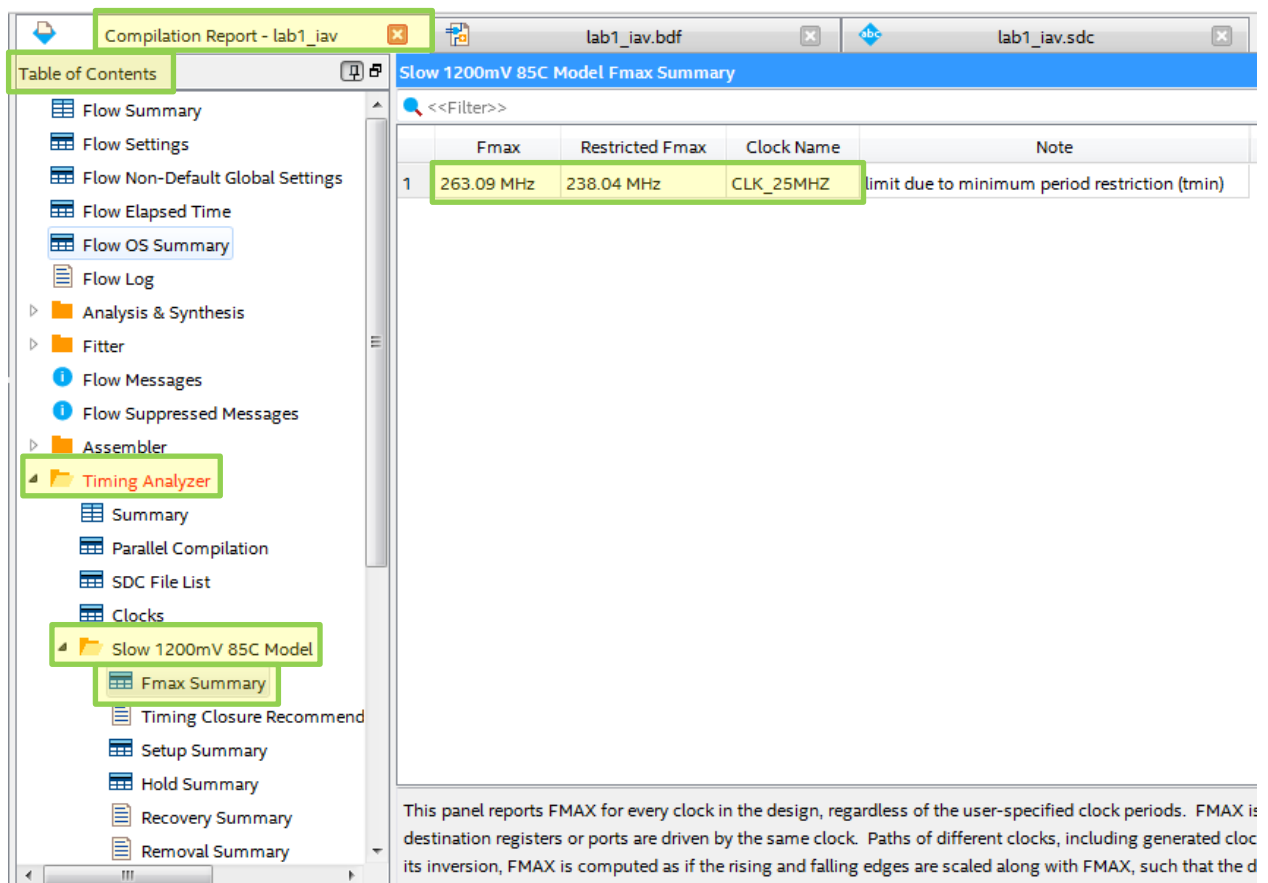 Compilation Report - lab1_iav
lab1_iav.bdf
abc
lab1_iav.sdc
Table of Contents
Flow Summary
Flow Settings
Flow Non-Default Global Settings
Flow Elapsed Time
Flow OS Summary
Flow Log
Analysis & Synthesis
Fitter
Flow Messages
Flow Suppressed Messages
Assembler
Timing Analyzer
Summary
Parallel Compilation
SDC File List
Clocks
Slow 1200mV 85C Model
Fmax Summary
Timing Closure Recommend
Setup Summary
Hold Summary
Recovery Summary
Removal Summary
Slow 1200mV 85C Model Fmax Summary
<<Filter>>
Fmax Restricted Fmax Clock Name Note
1 263.09 MHz 238.04 MHz CLK_25MHZ limit due to minimum period restriction (tmin)
This panel reports FMAX for every clock in the design, regardless of the user-specified clock periods. FMAX is
destination registers or ports are driven by the same clock. Paths of different clocks, including generated cloc
its inversion, FMAX is computed as if the rising and falling edges are scaled along with FMAX, such that the d